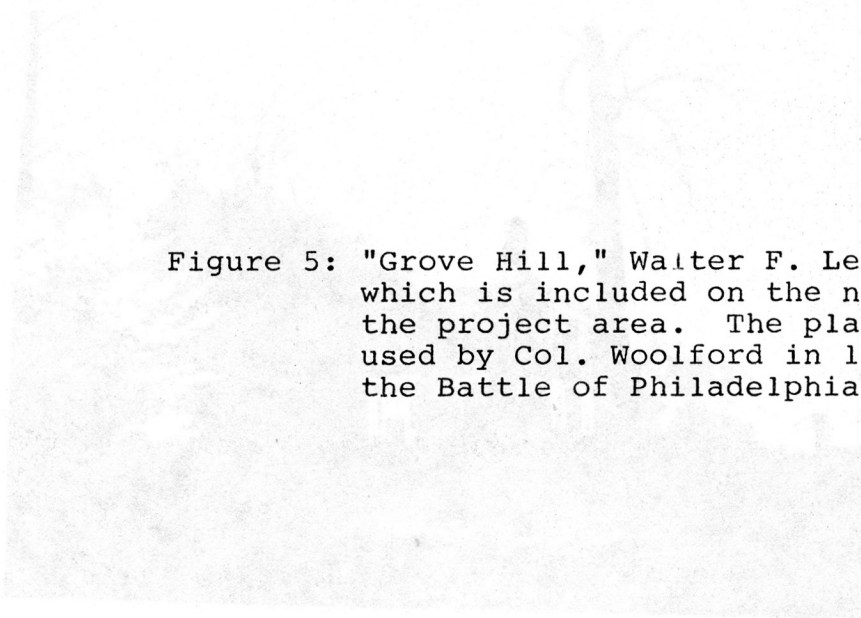 Figure 5: "Grove Hill," Walter F. Le
which is included on the n
the project area. The pla
used by Col. Woolford in l
the Battle of Philadelphia